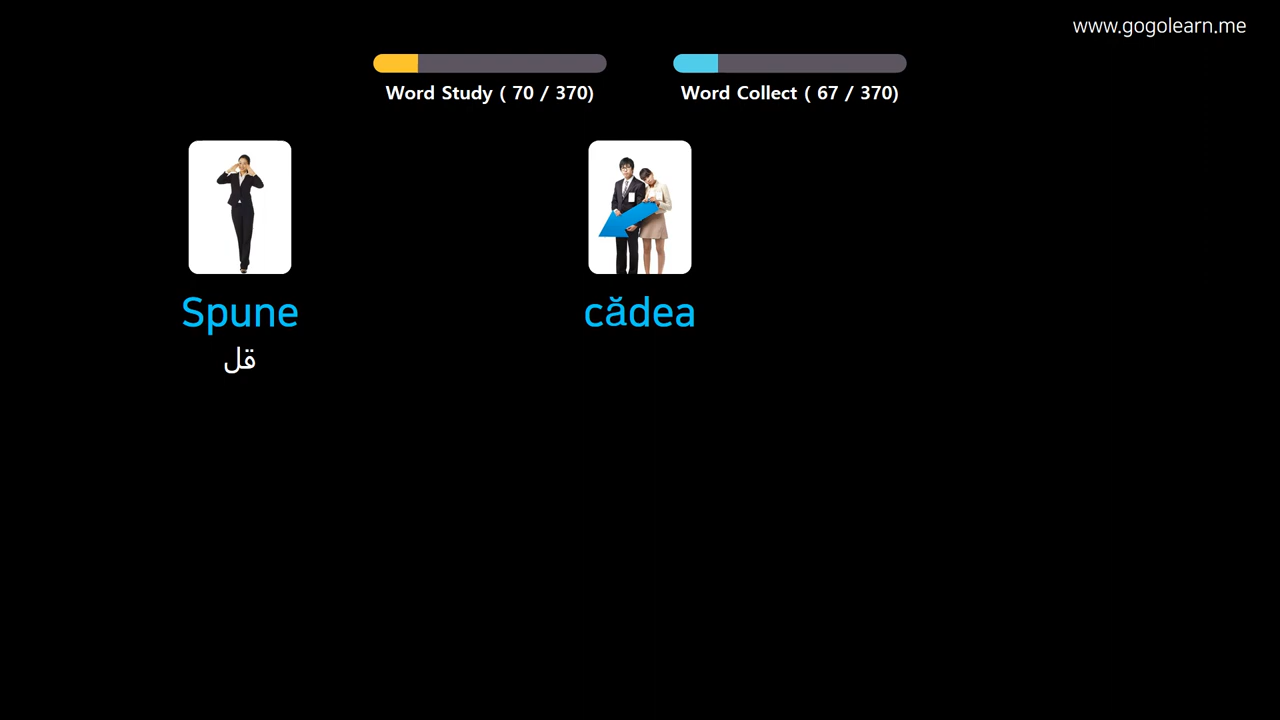 www.gogolearn.me
Word Study ( 70 / 370)
Word Collect ( 67 / 370)
Spune
قل
cădea